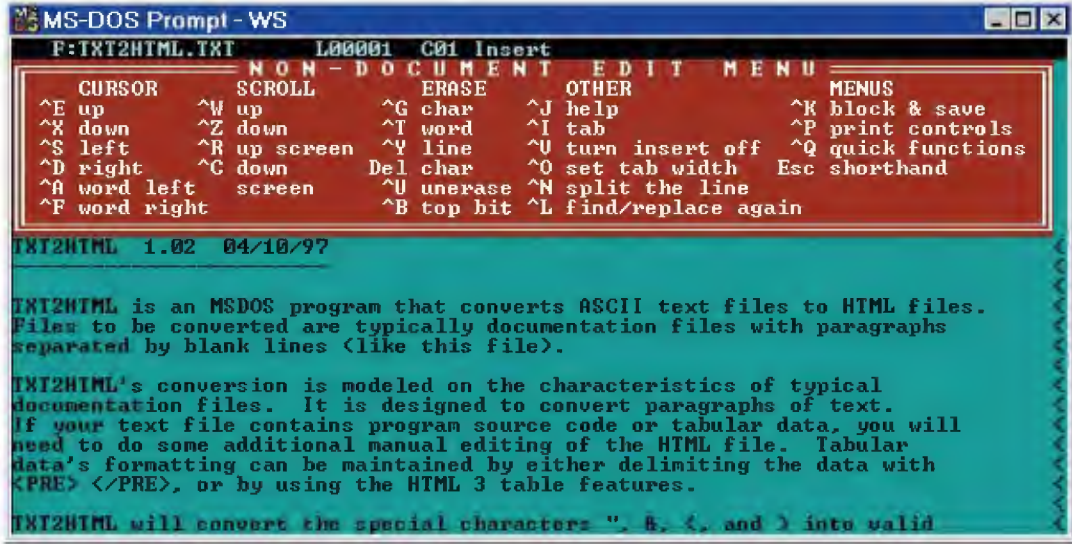 MS-DOS Prompt - WS
F:TXT2HTML.TXT L00001 C01 Insert
N O N - D O C U M E N T E D I T M E N U
CURSOR SCROLL ERASE OTHER MENUS
^E up ^W up ^G char ^J help ^K block & save
^X down ^Z down ^T word ^I tab ^P print controls
^S left ^R up screen ^Y line ^V turn insert off ^Q quick functions
^D right ^C down Del char ^O set tab width Esc shorthand
^A word left screen ^U unerase ^N split the line
^F word right ^B top bit ^L find/replace again
TXT2HTML 1.02 04/10/97 <
<
<
TXT2HTML is an MSDOS program that converts ASCII text files to HTML files. <
Files to be converted are typically documentation files with paragraphs <
separated by blank lines (like this file). <
<
TXT2HTML's conversion is modeled on the characteristics of typical <
documentation files. It is designed to convert paragraphs of text. <
If your text file contains program source code or tabular data, you will <
need to do some additional manual editing of the HTML file. Tabular <
data's formatting can be maintained by either delimiting the data with <
<PRE> </PRE>, or by using the HTML 3 table features. <
<
TXT2HTML will convert the special characters ", &, <, and > into valid <